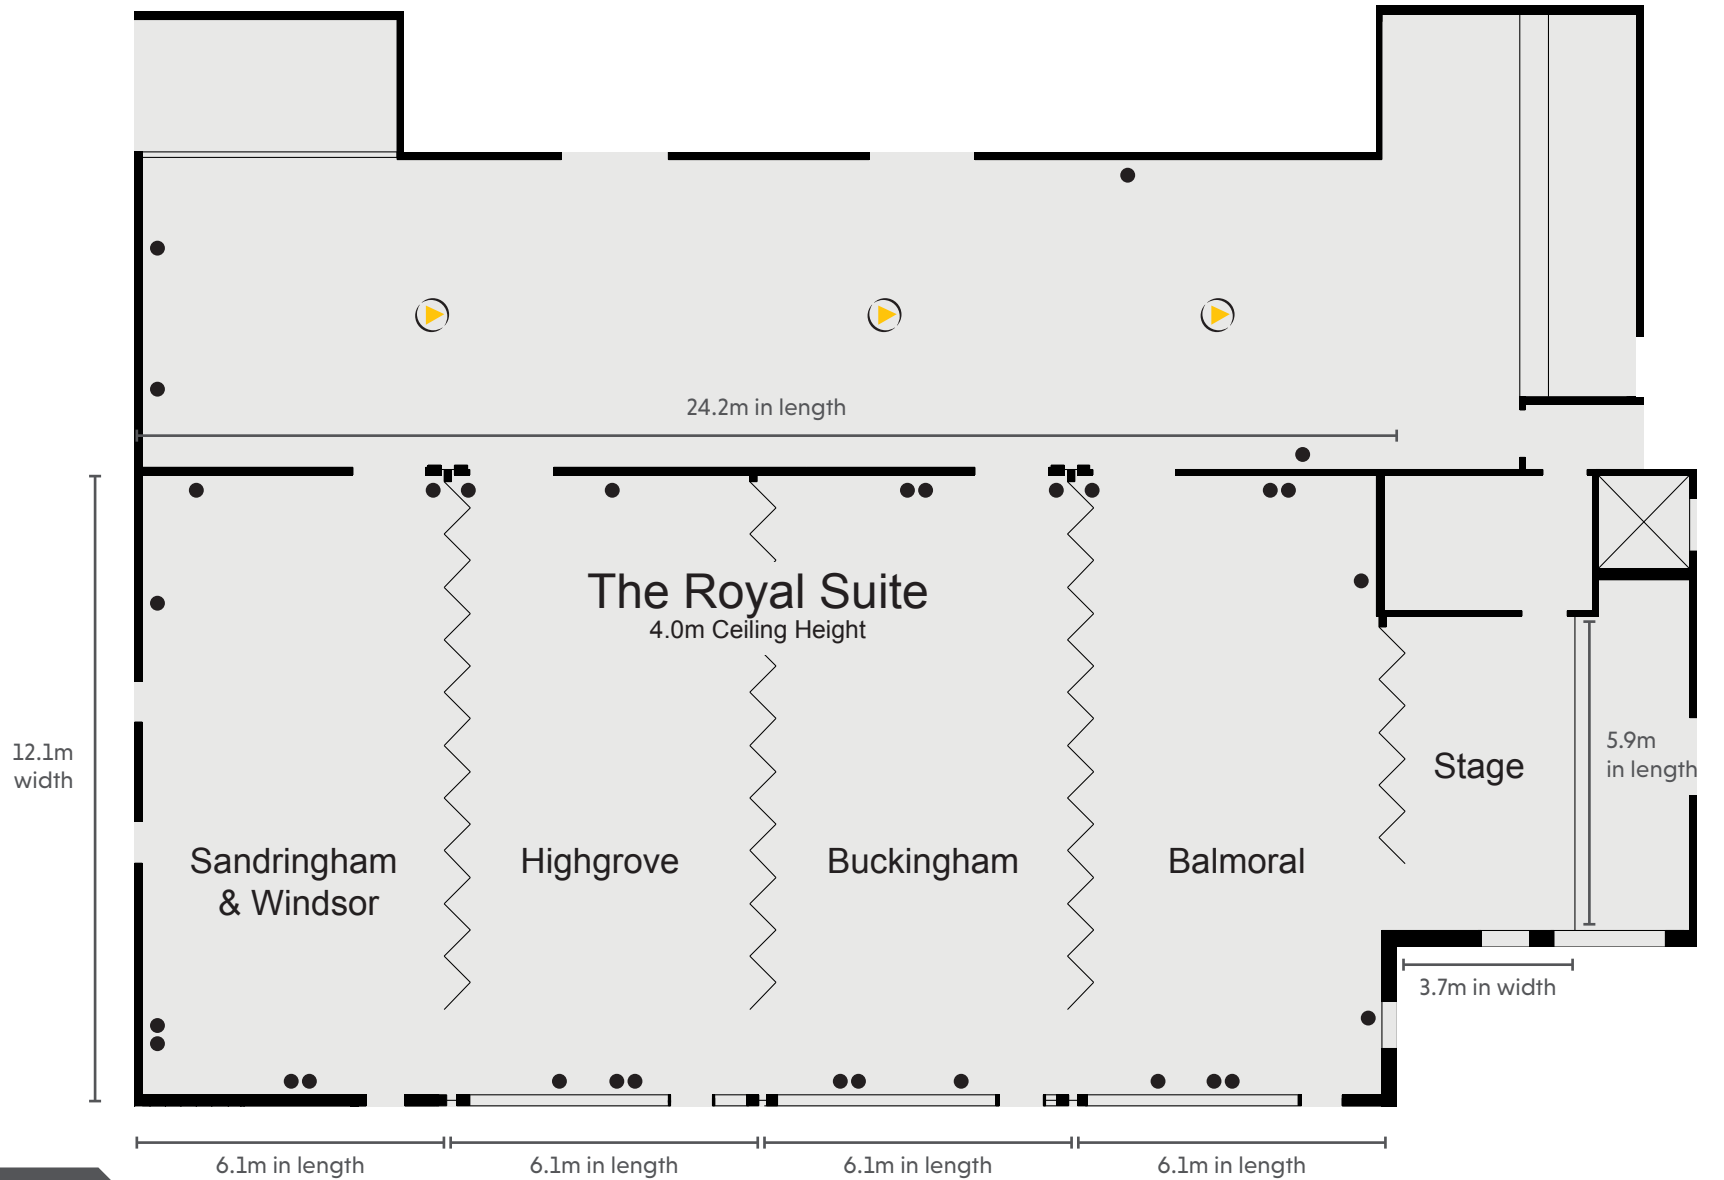 24.2m in length
The Royal Suite
4.0m Ceiling Height
12.1m
width
5.9m
in length
Stage
Sandringham
& Windsor
Highgrove
Buckingham
Balmoral
3.7m in width
6.1m in length
6.1m in length
6.1m in length
6.1m in length